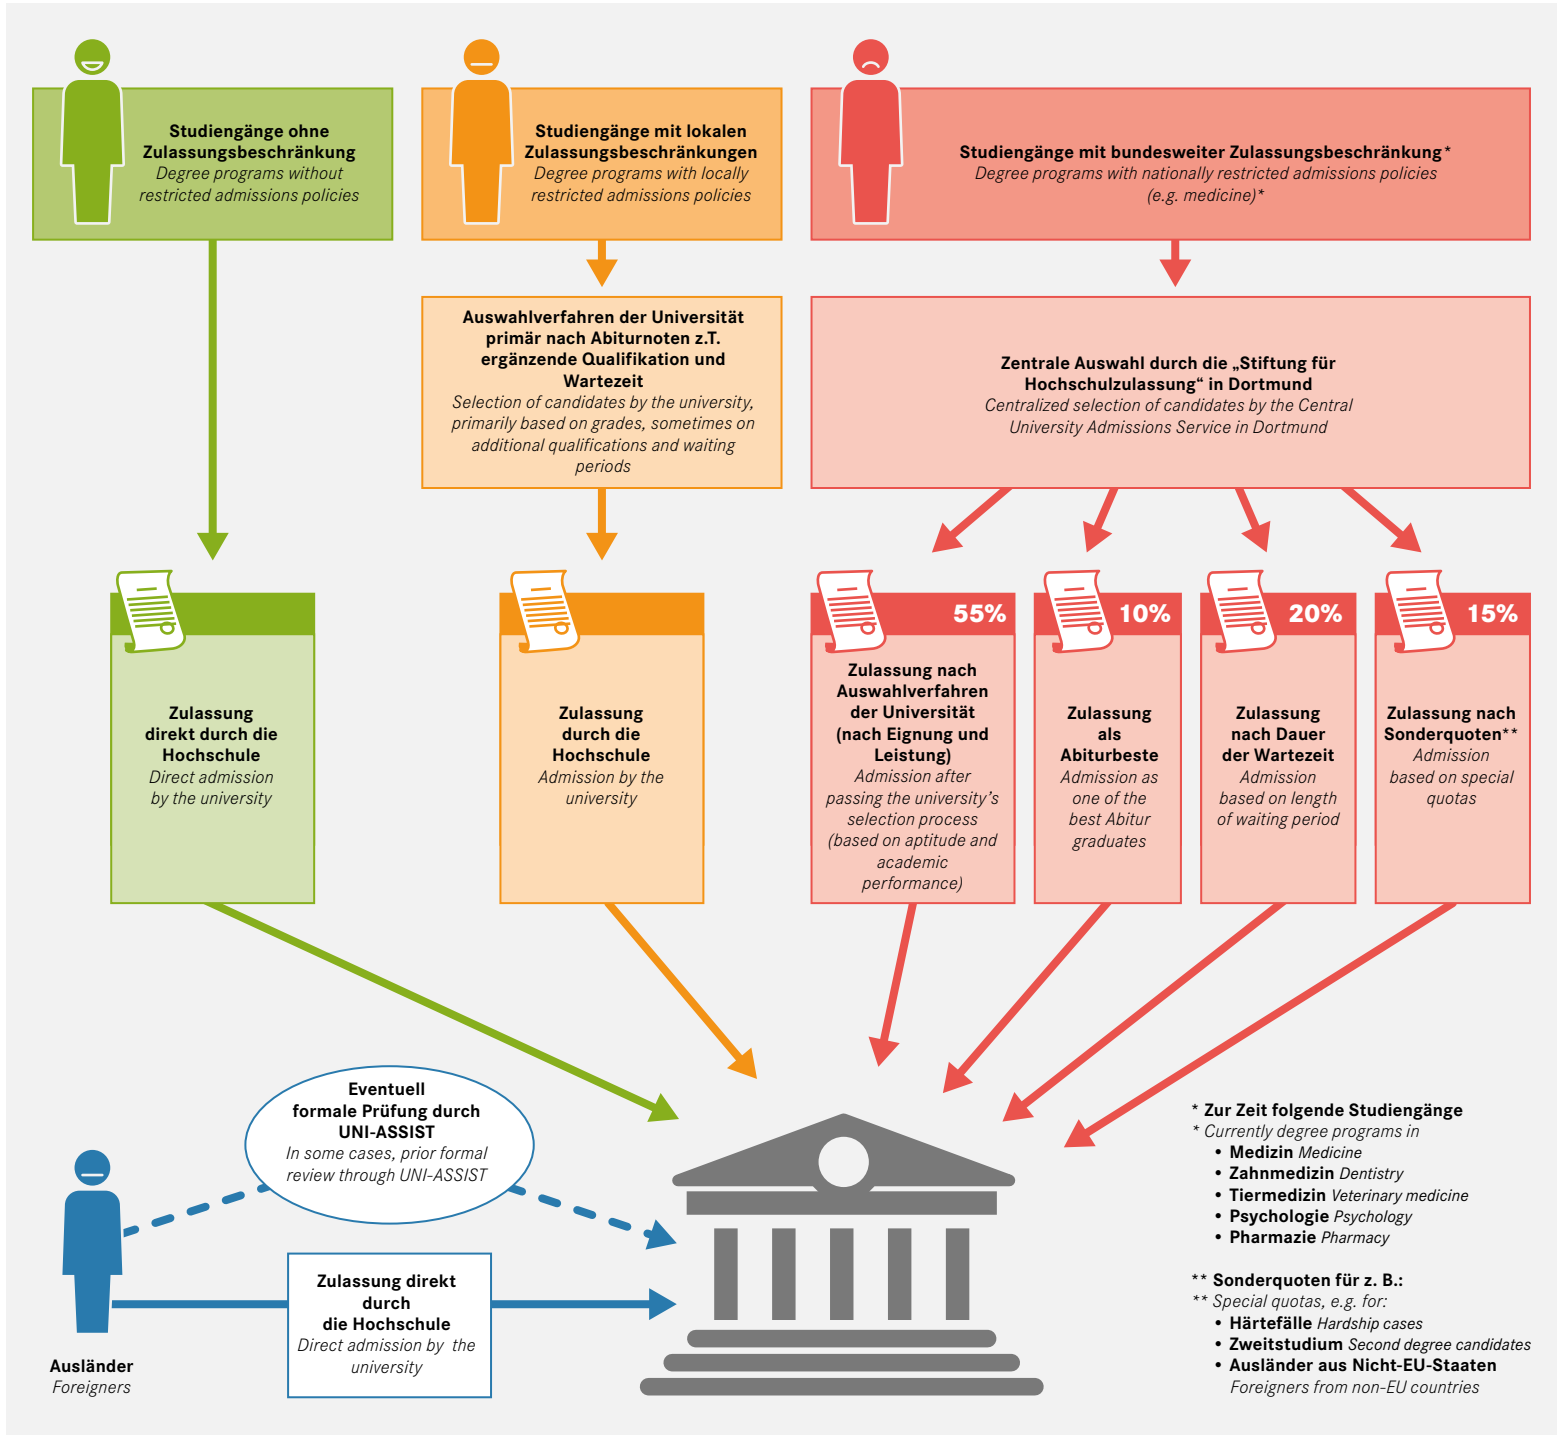 Studiengänge ohne
Zulassungsbeschränkung
Degree programs without
restricted admissions policies
Studiengänge mit lokalen
Zulassungsbeschränkungen
Degree programs with locally
restricted admissions policies
Studiengänge mit bundesweiter Zulassungsbeschränkung*
Degree programs with nationally restricted admissions policies
(e.g. medicine)*
Auswahlverfahren der Universität
primär nach Abiturnoten z.T.
ergänzende Qualifikation und
Wartezeit
Selection of candidates by the university,
primarily based on grades, sometimes on
additional qualifications and waiting
periods
Zentrale Auswahl durch die „Stiftung für
Hochschulzulassung“ in Dortmund
Centralized selection of candidates by the Central
University Admissions Service in Dortmund
Zulassung
direkt durch die
Hochschule
Direct admission
by the university
Zulassung
durch die
Hochschule
Admission by the
university
55%
Zulassung nach
Auswahlverfahren
der Universität
(nach Eignung und
Leistung)
Admission after
passing the university’s
selection process
(based on aptitude and
academic
performance)
10%
Zulassung
als
Abiturbeste
Admission as
one of the
best Abitur
graduates
20%
Zulassung
nach Dauer
der Wartezeit
Admission
based on length
of waiting period
15%
Zulassung nach
Sonderquoten**
Admission
based on special
quotas
Eventuell
formale Prüfung durch
UNI-ASSIST
In some cases, prior formal
review through UNI-ASSIST
Zulassung direkt
durch
die Hochschule
Direct admission by the
university
Ausländer
Foreigners
* Zur Zeit folgende Studiengänge
* Currently degree programs in
• Medizin Medicine
• Zahnmedizin Dentistry
• Tiermedizin Veterinary medicine
• Psychologie Psychology
• Pharmazie Pharmacy
** Sonderquoten für z. B.:
** Special quotas, e.g. for:
• Härtefälle Hardship cases
• Zweitstudium Second degree candidates
• Ausländer aus Nicht-EU-Staaten
Foreigners from non-EU countries